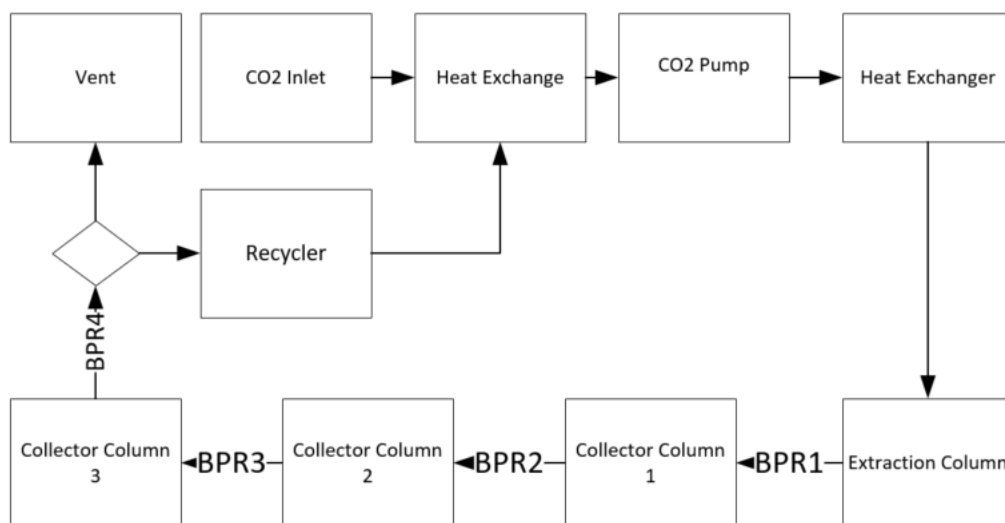 Vent
CO2 Inlet
Heat Exchange
CO2 Pump
Heat Exchanger
Recycler
BPR4
Collector Column
3
BPR3
Collector Column
2
BPR2
Collector Column
1
BPR1
Extraction Column